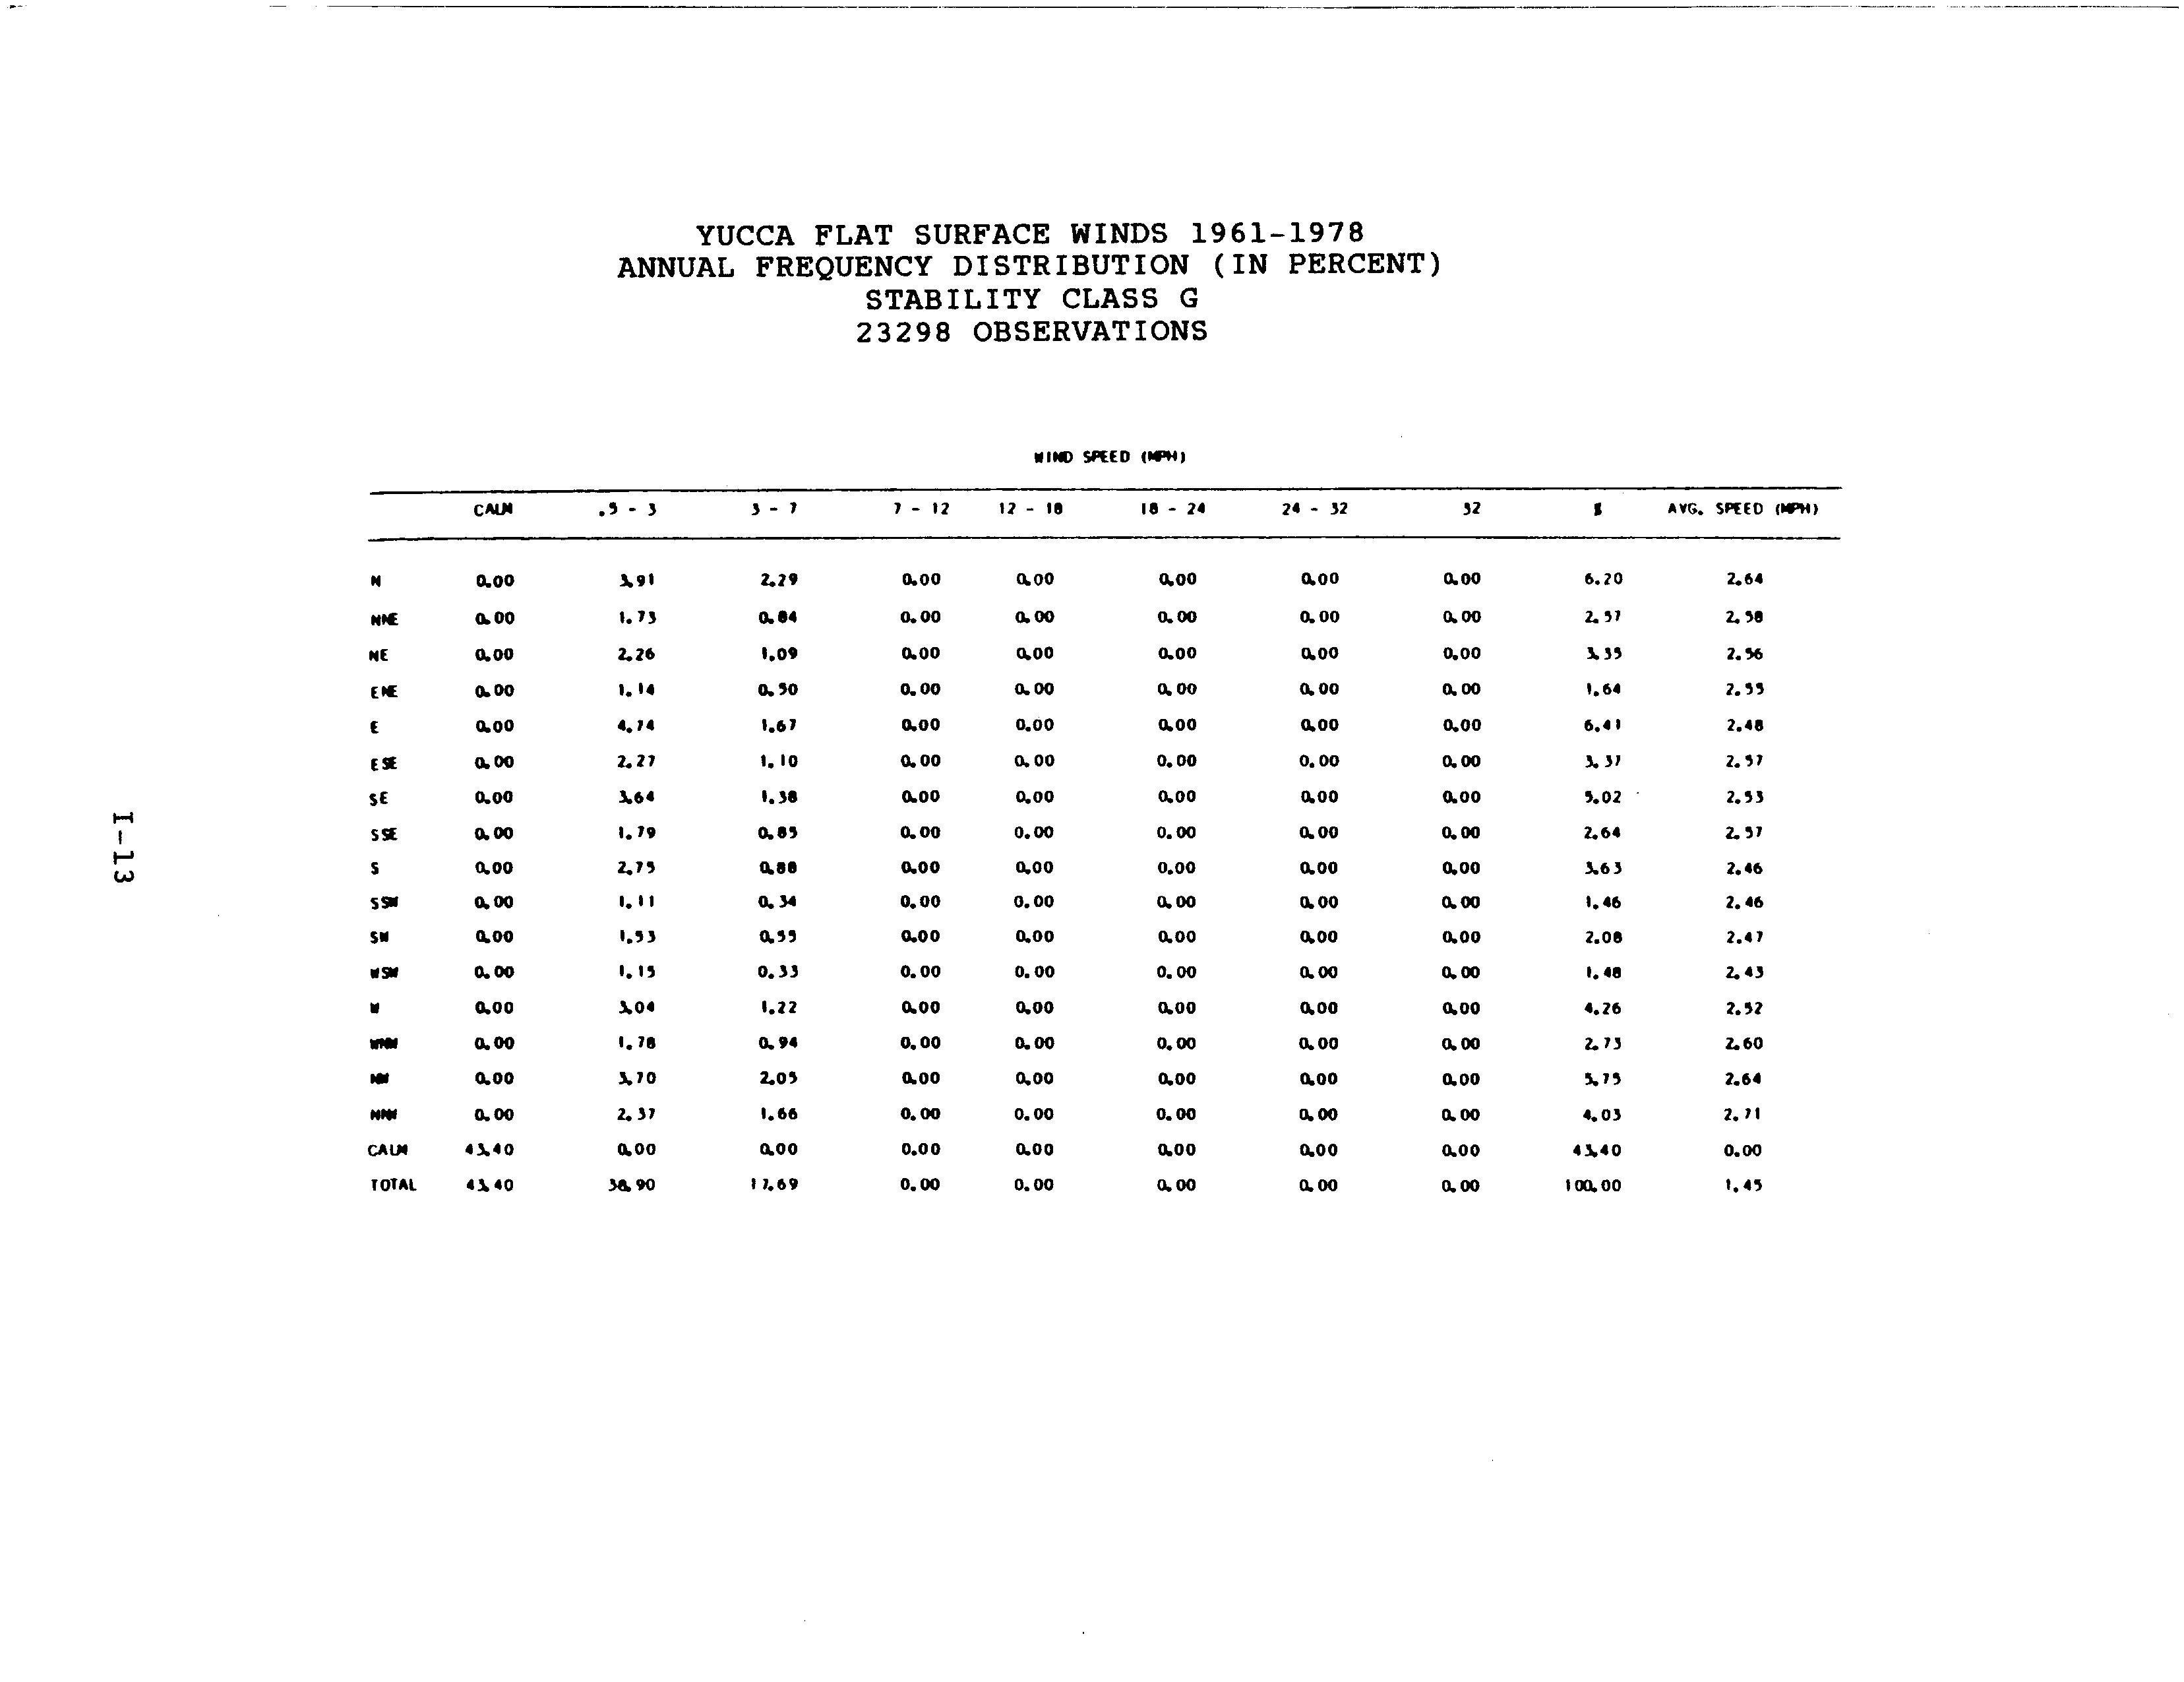 YUCCA FLAT SURFACE WINDS 1961-1978
ANNUAL FREQUENCY DISTRIBUTION (IN PERCENT)
STABILITY CLASS G
23298 OBSERVATIONS
WIND SPEED (MPH)
CALM .5 - 3 3 - 7 7 - 12 12 - 18 18 - 24 24 - 32 32 % AVG. SPEED (MPH)
N 0.00 3.91 2.29 0.00 0.00 0.00 0.00 0.00 6.20 2.64
NNE 0.00 1.73 0.84 0.00 0.00 0.00 0.00 0.00 2.57 2.58
NE 0.00 2.26 1.09 0.00 0.00 0.00 0.00 0.00 3.35 2.56
ENE 0.00 1.14 0.50 0.00 0.00 0.00 0.00 0.00 1.64 2.55
E 0.00 4.74 1.67 0.00 0.00 0.00 0.00 0.00 6.41 2.48
ESE 0.00 2.27 1.10 0.00 0.00 0.00 0.00 0.00 3.37 2.57
SE 0.00 3.64 1.38 0.00 0.00 0.00 0.00 0.00 5.02 2.53
SSE 0.00 1.79 0.85 0.00 0.00 0.00 0.00 0.00 2.64 2.57
S 0.00 2.75 0.88 0.00 0.00 0.00 0.00 0.00 3.63 2.46
SSW 0.00 1.11 0.34 0.00 0.00 0.00 0.00 0.00 1.46 2.46
SW 0.00 1.53 0.55 0.00 0.00 0.00 0.00 0.00 2.08 2.47
WSW 0.00 1.15 0.33 0.00 0.00 0.00 0.00 0.00 1.48 2.43
W 0.00 3.04 1.22 0.00 0.00 0.00 0.00 0.00 4.26 2.52
WNW 0.00 1.78 0.94 0.00 0.00 0.00 0.00 0.00 2.73 2.60
NW 0.00 3.70 2.05 0.00 0.00 0.00 0.00 0.00 5.75 2.64
NNW 0.00 2.37 1.66 0.00 0.00 0.00 0.00 0.00 4.03 2.71
CALM 43.40 0.00 0.00 0.00 0.00 0.00 0.00 0.00 43.40 0.00
TOTAL 43.40 38.90 17.69 0.00 0.00 0.00 0.00 0.00 100.00 1.45
I-13